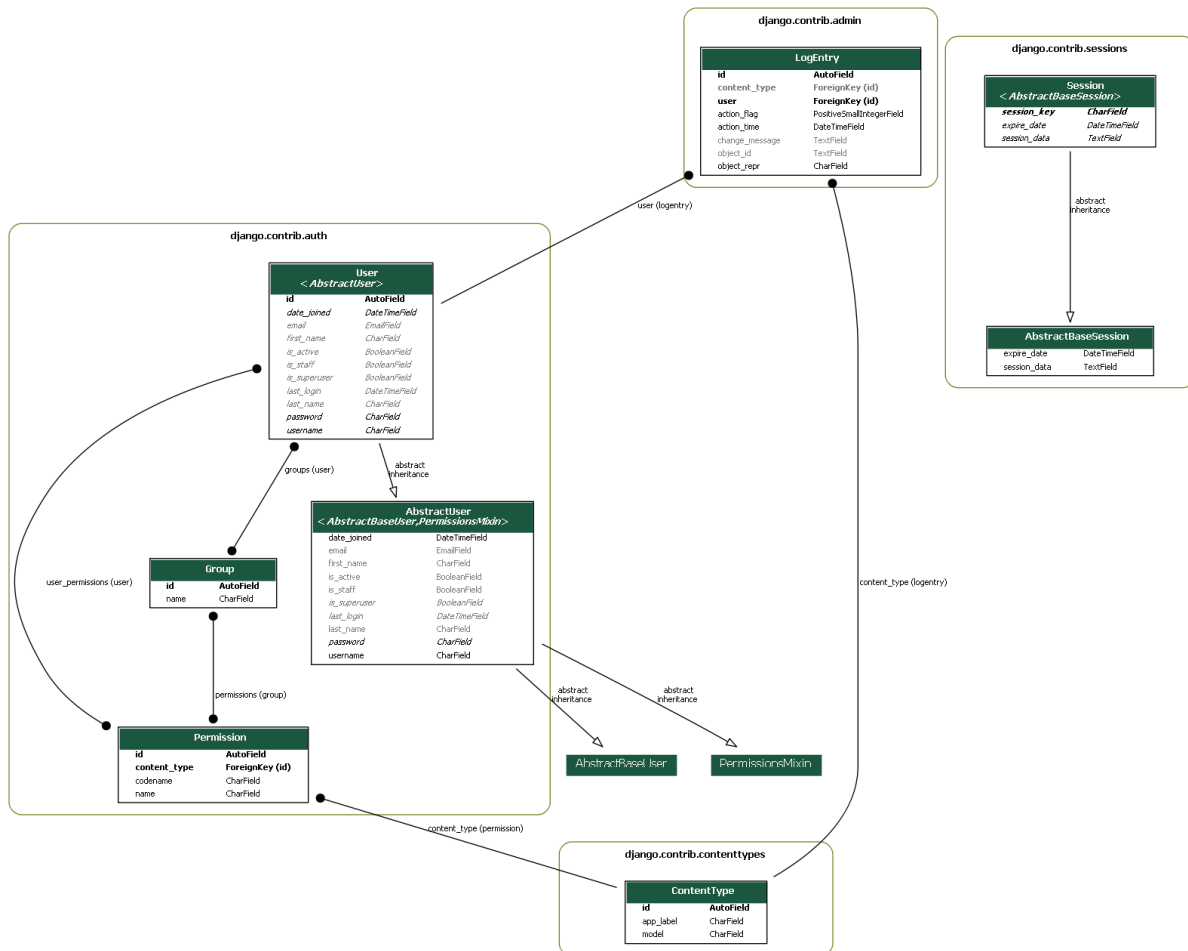 django.contrib.admin
LogEntry
id AutoField
content_type ForeignKey (id)
user ForeignKey (id)
action_flag PositiveSmallIntegerField
action_time DateTimeField
change_message TextField
object_id TextField
object_repr CharField
django.contrib.sessions
Session
<AbstractBaseSession>
session_key CharField
expire_date DateTimeField
session_data TextField
abstract
inheritance
AbstractBaseSession
expire_date DateTimeField
session_data TextField
user (logentry)
django.contrib.auth
User
<AbstractUser>
id AutoField
date_joined DateTimeField
email EmailField
first_name CharField
is_active BooleanField
is_staff BooleanField
is_superuser BooleanField
last_login DateTimeField
last_name CharField
password CharField
username CharField
groups (user)
abstract
inheritance
AbstractUser
<AbstractBaseUser,PermissionsMixin>
date_joined DateTimeField
email EmailField
first_name CharField
is_active BooleanField
is_staff BooleanField
is_superuser BooleanField
last_login DateTimeField
last_name CharField
password CharField
username CharField
user_permissions (user)
Group
id AutoField
name CharField
content_type (logentry)
permissions (group)
abstract
inheritance
abstract
inheritance
Permission
id AutoField
content_type ForeignKey (id)
codename CharField
name CharField
AbstractBaseUser
PermissionsMixin
content_type (permission)
django.contrib.contenttypes
ContentType
id AutoField
app_label CharField
model CharField